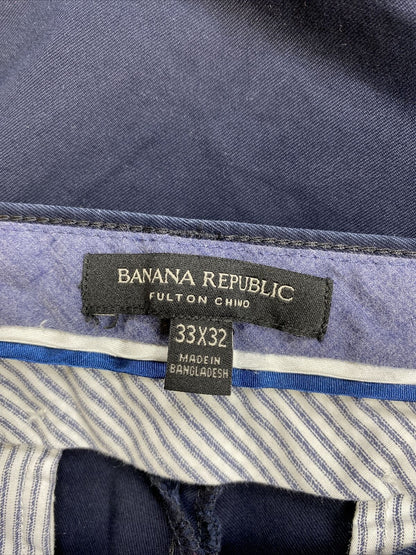 BANANA REPUBLIC
FULTON CHINO
33X32
MADE IN
BANGLADESH